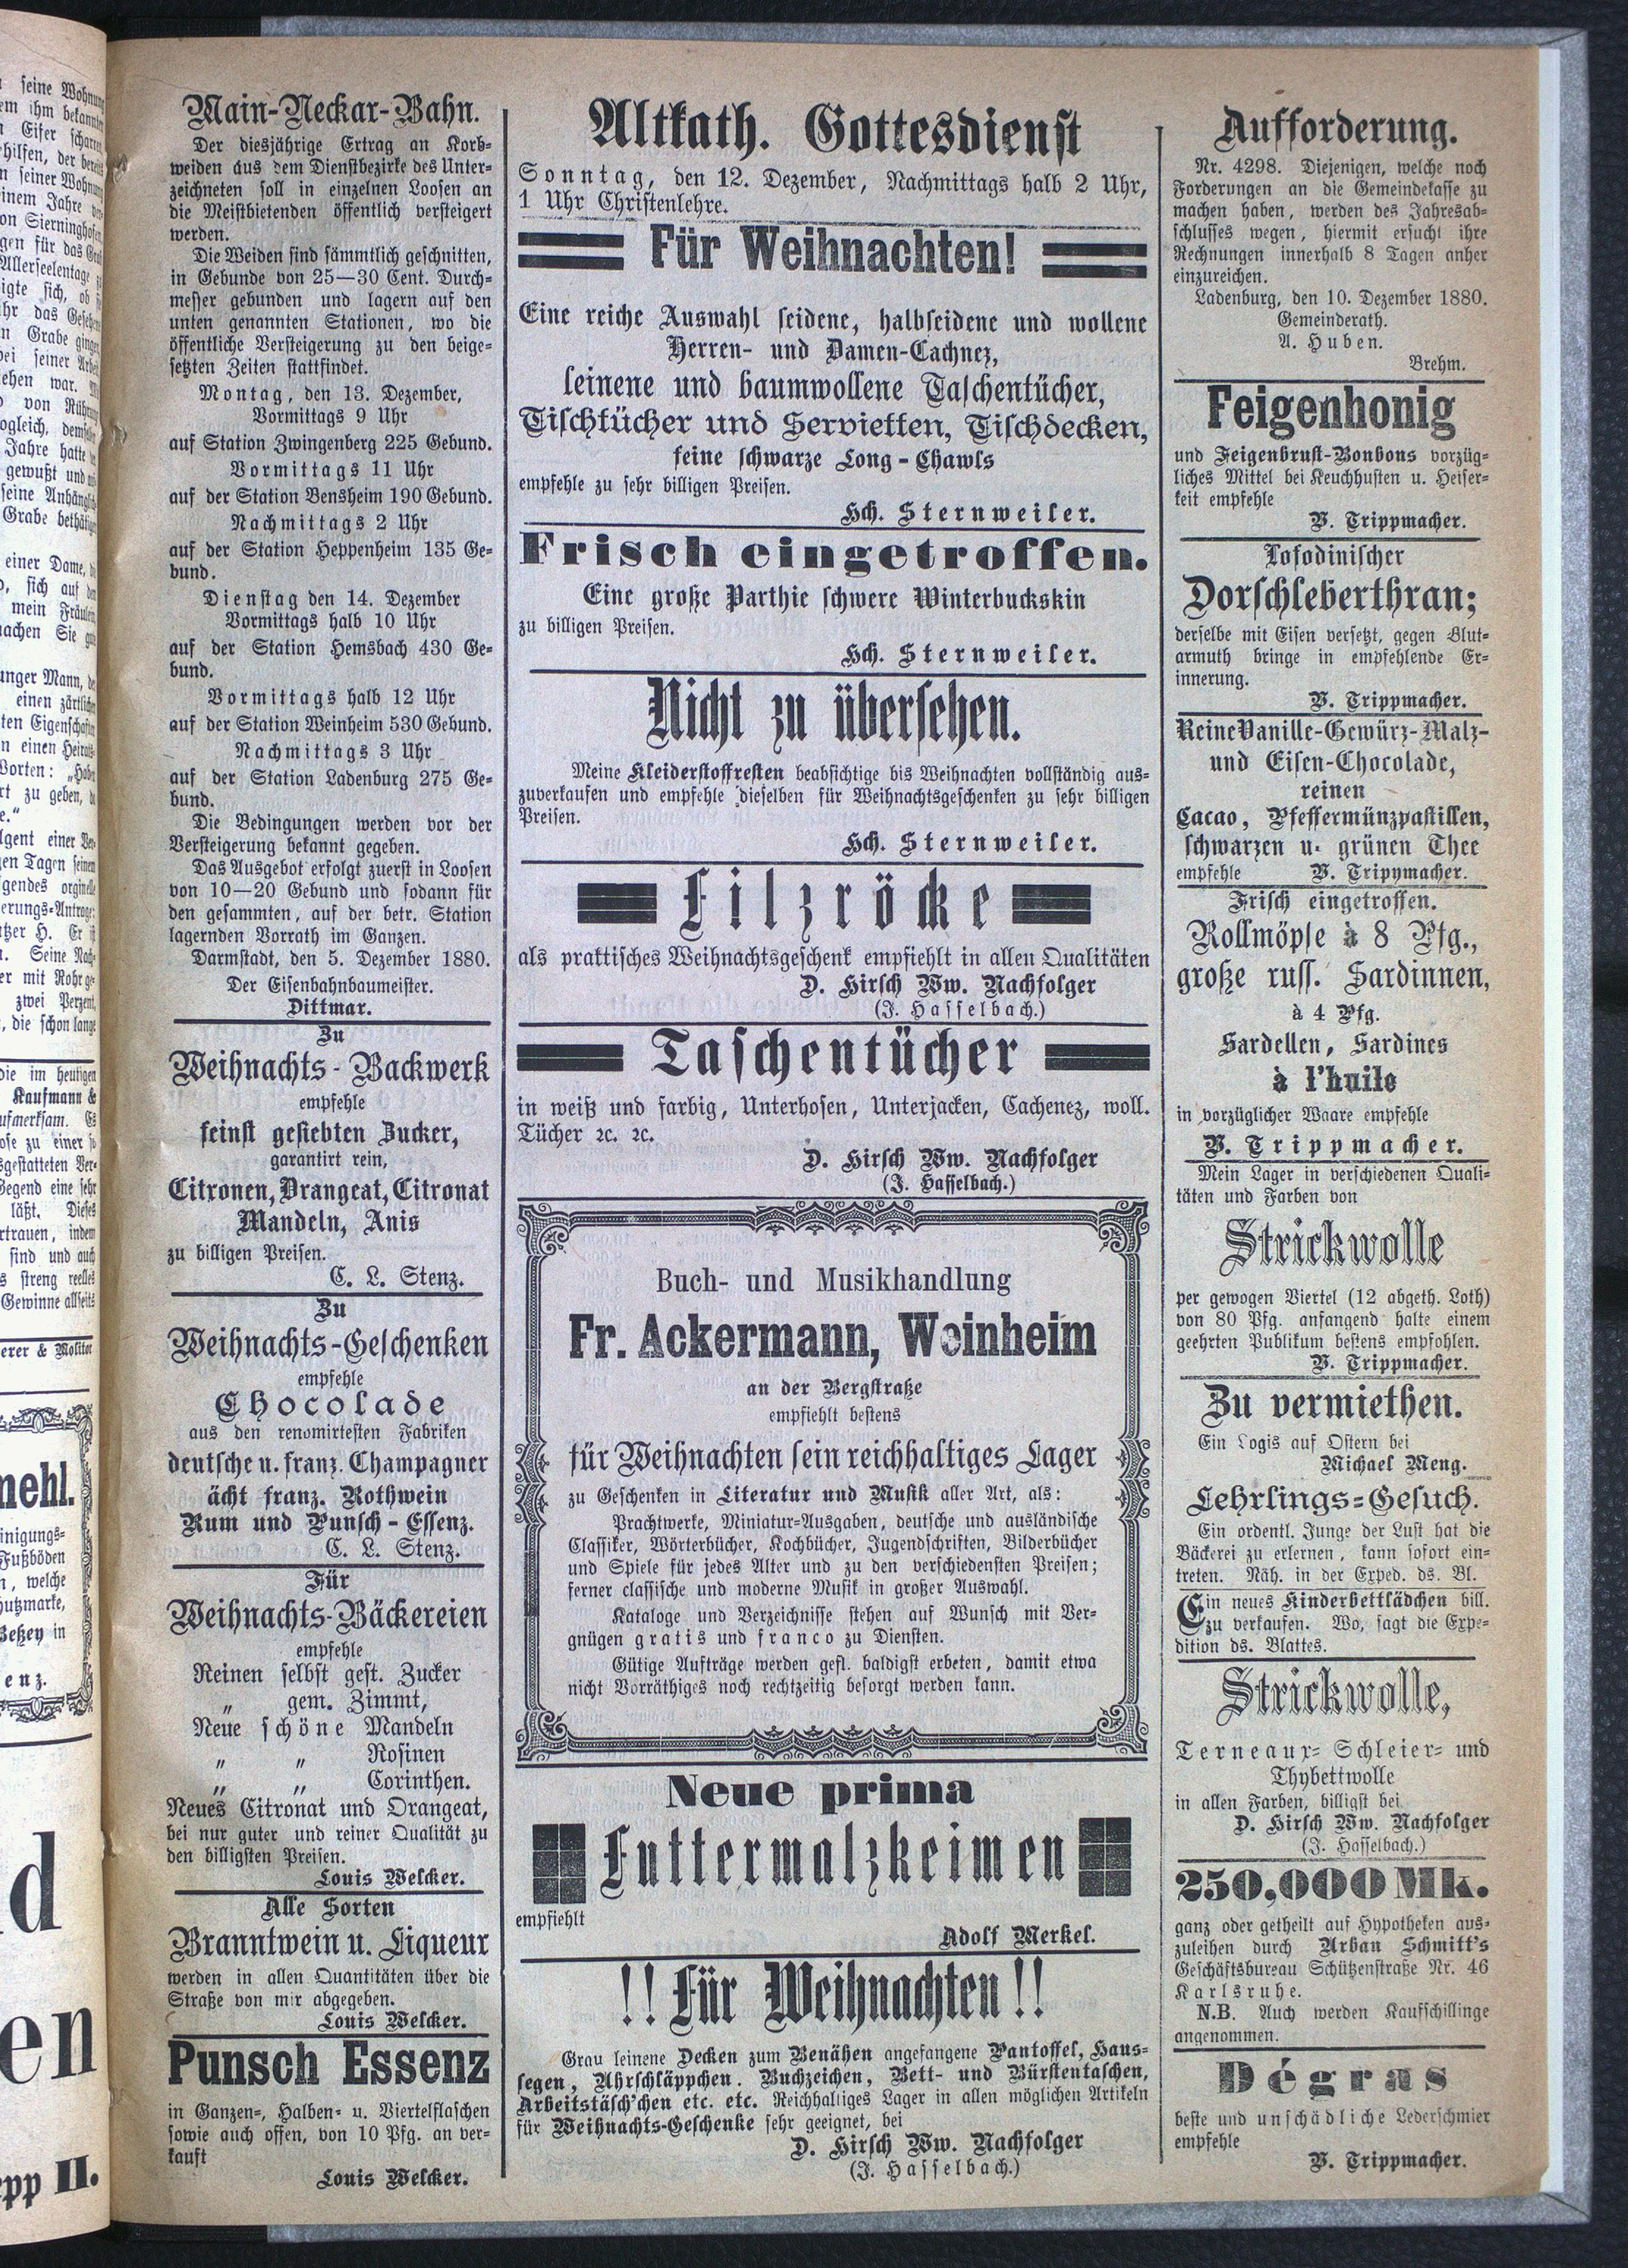 Main-Neckar-Bahn.
Der diesjährige Ertrag an Korb-
weiden aus dem Dienstbezirke des Unter-
zeichneten soll in einzelnen Loosen an
die Meistbietenden öffentlich versteigert
werden.
Die Weiden sind sämmtlich geschnitten,
in Gebunde von 25—30 Cent. Durch-
messer gebunden und lagern auf den
unten genannten Stationen, wo die
öffentliche Versteigerung zu den beige-
setzten Zeiten stattfindet.
Montag, den 13. Dezember,
Vormittags 9 Uhr
auf Station Zwingenberg 225 Gebund.
Vormittags 11 Uhr
auf der Station Bensheim 190 Gebund.
Nachmittags 2 Uhr
auf der Station Heppenheim 135 Ge-
bund.
Dienstag den 14. Dezember
Vormittags halb 10 Uhr
auf der Station Hemsbach 430 Ge-
bund.
Vormittags halb 12 Uhr
auf der Station Weinheim 530 Gebund.
Nachmittags 3 Uhr
auf der Station Ladenburg 275 Ge-
bund.
Die Bedingungen werden vor der
Versteigerung bekannt gegeben.
Das Ausgebot erfolgt zuerst in Loosen
von 10—20 Gebund und sodann für
den gesammten, auf der betr. Station
lagernden Vorrath im Ganzen.
Darmstadt, den 5. Dezember 1880.
Der Eisenbahnbaumeister.
Dittmar.
Zu
Weihnachts-Backwerk
empfehle
feinst gesiebten Zucker,
garantirt rein,
Citronen, Orangeat, Citronat
Mandeln, Anis
zu billigen Preisen.
C. L. Stenz.
Zu
Weihnachts-Geschenken
empfehle
Chocolade
aus den renomirtesten Fabriken
deutsche u. franz. Champagner
ächt franz. Rothwein
Rum und Punsch-Essenz.
C. L. Stenz.
Für
Weihnachts-Bäckereien
empfehle
Reinen selbst gest. Zucker
„ gem. Zimmt,
Neue schöne Mandeln
„ „ Rosinen
„ „ Corinthen.
Neues Citronat und Orangeat,
bei nur guter und reiner Qualität zu
den billigsten Preisen.
Louis Welcker.
Alle Sorten
Branntwein u. Liqueur
werden in allen Quantitäten über die
Straße von mir abgegeben.
Louis Welcker.
Punsch Essenz
in Ganzen-, Halben- u. Viertelflaschen
sowie auch offen, von 10 Pfg. an ver-
kauft
Louis Welcker.
Altkath. Gottesdienst
Sonntag, den 12. Dezember, Nachmittags halb 2 Uhr,
1 Uhr Christenlehre.
Für Weihnachten!
Eine reiche Auswahl seidene, halbseidene und wollene
Herren- und Damen-Cachnez,
leinene und baumwollene Taschentücher,
Tischtücher und Servietten, Tischdecken,
feine schwarze Long-Chawls
empfehle zu sehr billigen Preisen.
Hch. Sternweiler.
Frisch eingetroffen.
Eine große Parthie schwere Winterbuckskin
zu billigen Preisen.
Hch. Sternweiler.
Nicht zu übersehen.
Meine Kleiderstoffresten beabsichtige bis Weihnachten vollständig aus-
zuverkaufen und empfehle dieselben für Weihnachtsgeschenken zu sehr billigen
Preisen.
Hch. Sternweiler.
Filzröcke
als praktisches Weihnachtsgeschenk empfiehlt in allen Qualitäten
D. Hirsch Ww. Nachfolger
(J. Hasselbach.)
Taschentücher
in weiß und farbig, Unterhosen, Unterjacken, Cachenez, woll.
Tücher ꝛc. ꝛc.
D. Hirsch Ww. Nachfolger
(J. Hasselbach.)
Buch- und Musikhandlung
Fr. Ackermann, Weinheim
an der Bergstraße
empfiehlt bestens
für Weihnachten sein reichhaltiges Lager
zu Geschenken in Literatur und Musik aller Art, als:
Prachtwerke, Miniatur-Ausgaben, deutsche und ausländische
Classiker, Wörterbücher, Kochbücher, Jugendschriften, Bilderbücher
und Spiele für jedes Alter und zu den verschiedensten Preisen;
ferner classische und moderne Musik in großer Auswahl.
Kataloge und Verzeichnisse stehen auf Wunsch mit Ver-
gnügen gratis und franco zu Diensten.
Gütige Aufträge werden gefl. baldigst erbeten, damit etwa
nicht Vorräthiges noch rechtzeitig besorgt werden kann.
Neue prima
Futtermalzkeimen
empfiehlt
Adolf Merkel.
!! Für Weihnachten !!
Grau leinene Decken zum Benähen angefangene Pantoffel, Haus-
segen, Uhrschläppchen. Buchzeichen, Bett- und Bürstentaschen,
Arbeitstäsch'chen etc. etc. Reichhaltiges Lager in allen möglichen Artikeln
für Weihnachts-Geschenke sehr geeignet, bei
D. Hirsch Ww. Nachfolger
(J. Hasselbach.)
Aufforderung.
Nr. 4298. Diejenigen, welche noch
Forderungen an die Gemeindekasse zu
machen haben, werden des Jahresab-
schlusses wegen, hiermit ersucht ihre
Rechnungen innerhalb 8 Tagen anher
einzureichen.
Ladenburg, den 10. Dezember 1880.
Gemeinderath.
A. Huben.
Brehm.
Feigenhonig
und Feigenbrust-Bonbons vorzüg-
liches Mittel bei Keuchhusten u. Heiser-
keit empfehle
V. Trippmacher.
Lofodinischer
Dorschleberthran;
derselbe mit Eisen versetzt, gegen Blut-
armuth bringe in empfehlende Er-
innerung.
V. Trippmacher.
Reine Vanille-Gewürz-Malz-
und Eisen-Chocolade,
reinen
Cacao, Pfeffermünzpastillen,
schwarzen u. grünen Thee
empfehle V. Tripymacher.
Frisch eingetroffen.
Rollmöpse à 8 Pfg.,
große russ. Sardinnen,
à 4 Pfg.
Sardellen, Sardines
à l'huile
in vorzüglicher Waare empfehle
V. Trippmacher.
Mein Lager in verschiedenen Quali-
täten und Farben von
Strickwolle
per gewogen Viertel (12 abgeth. Loth)
von 80 Pfg. anfangend halte einem
geehrten Publikum bestens empfohlen.
V. Trippmacher.
Zu vermiethen.
Ein Logis auf Ostern bei
Michael Meng.
Lehrlings-Gesuch.
Ein ordentl. Junge der Lust hat die
Bäckerei zu erlernen, kann sofort ein-
treten. Näh. in der Exped. ds. Bl.
Ein neues Kinderbettlädchen bill.
zu verkaufen. Wo, sagt die Expe-
dition ds. Blattes.
Strickwolle,
Terneaux- Schleier- und
Thybettwolle
in allen Farben, billigst bei
D. Hirsch Ww. Nachfolger
(J. Hasselbach.)
250,000 Mk.
ganz oder getheilt auf Hypotheken aus-
zuleihen durch Urban Schmitt's
Geschäftsbureau Schützenstraße Nr. 46
Karlsruhe.
N.B. Auch werden Kaufschillinge
angenommen.
Dégras
beste und unschädliche Lederschmier
empfehle
V. Trippmacher.